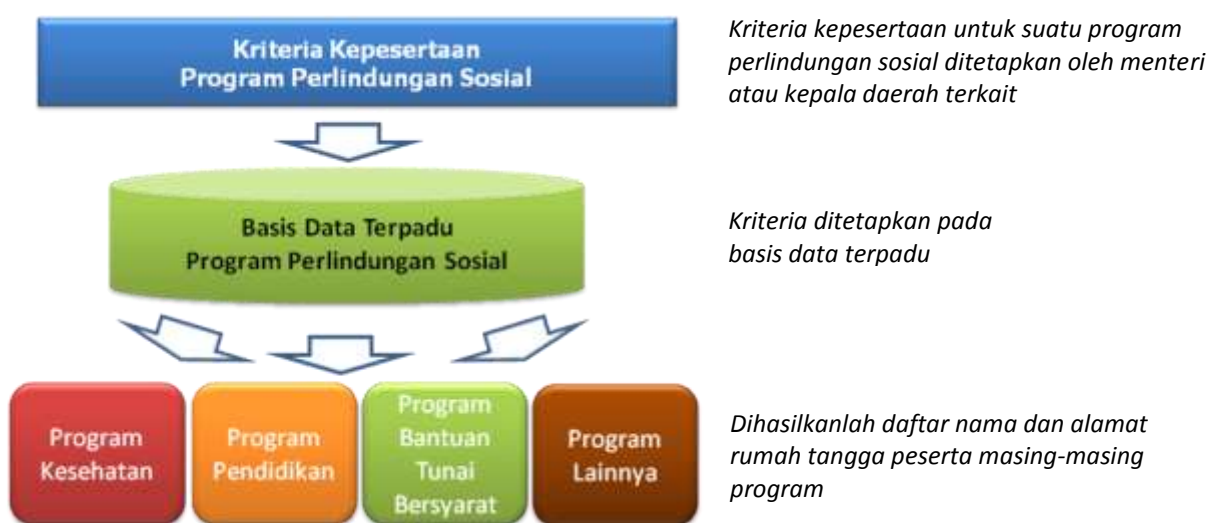 Kriteria Kepesertaan
Program Perlindungan Sosial
Kriteria kepesertaan untuk suatu program
perlindungan sosial ditetapkan oleh menteri
atau kepala daerah terkait
Basis Data Terpadu
Program Perlindungan Sosial
Kriteria ditetapkan pada
basis data terpadu
Program
Kesehatan
Program
Pendidikan
Program
Bantuan
Tunai
Bersyarat
Program
Lainnya
Dihasilkanlah daftar nama dan alamat
rumah tangga peserta masing-masing
program